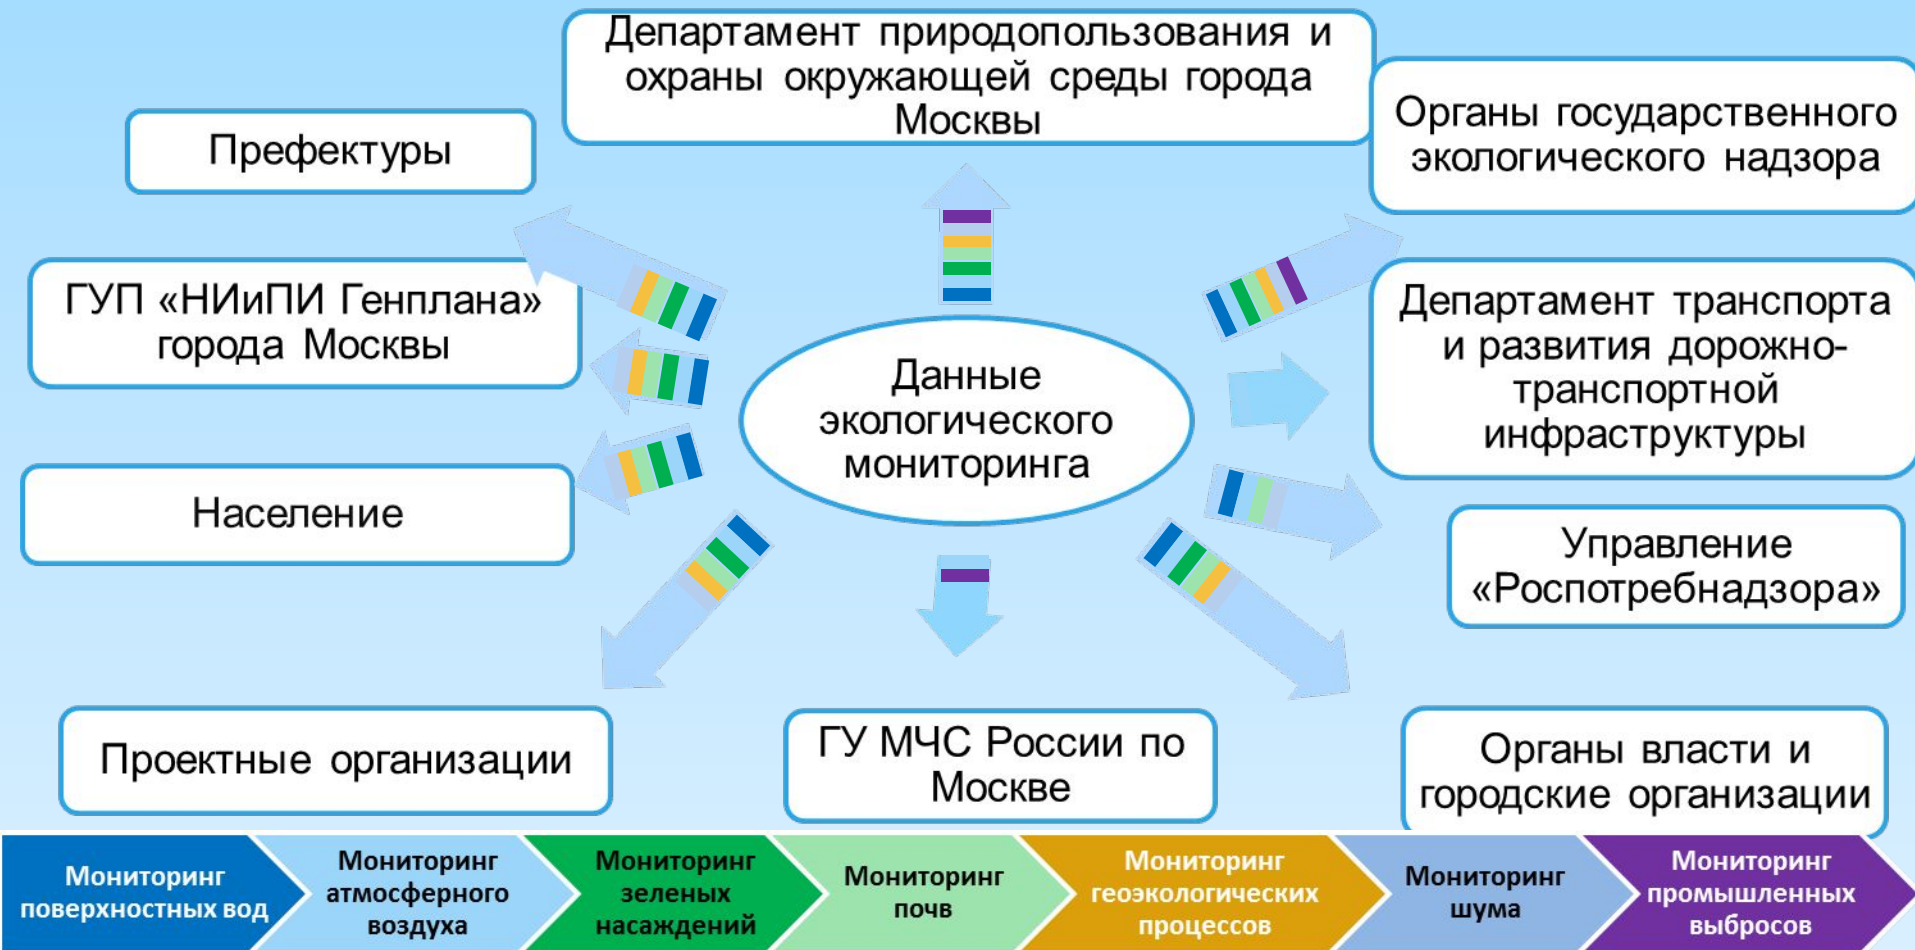 Департамент природопользования и
охраны окружающей среды города
Москвы
Префектуры
Органы государственного
экологического надзора
ГУП «НИиПИ Генплана»
города Москвы
Департамент транспорта
и развития дорожно-
транспортной
инфраструктуры
Данные
экологического
мониторинга
Население
Управление
«Роспотребнадзора»
Проектные организации
ГУ МЧС России по
Москве
Органы власти и
городские организации
Мониторинг
поверхностных вод
Мониторинг
атмосферного
воздуха
Мониторинг
зеленых
насаждений
Мониторинг
почв
Мониторинг
геоэкологических
процессов
Мониторинг
шума
Мониторинг
промышленных
выбросов